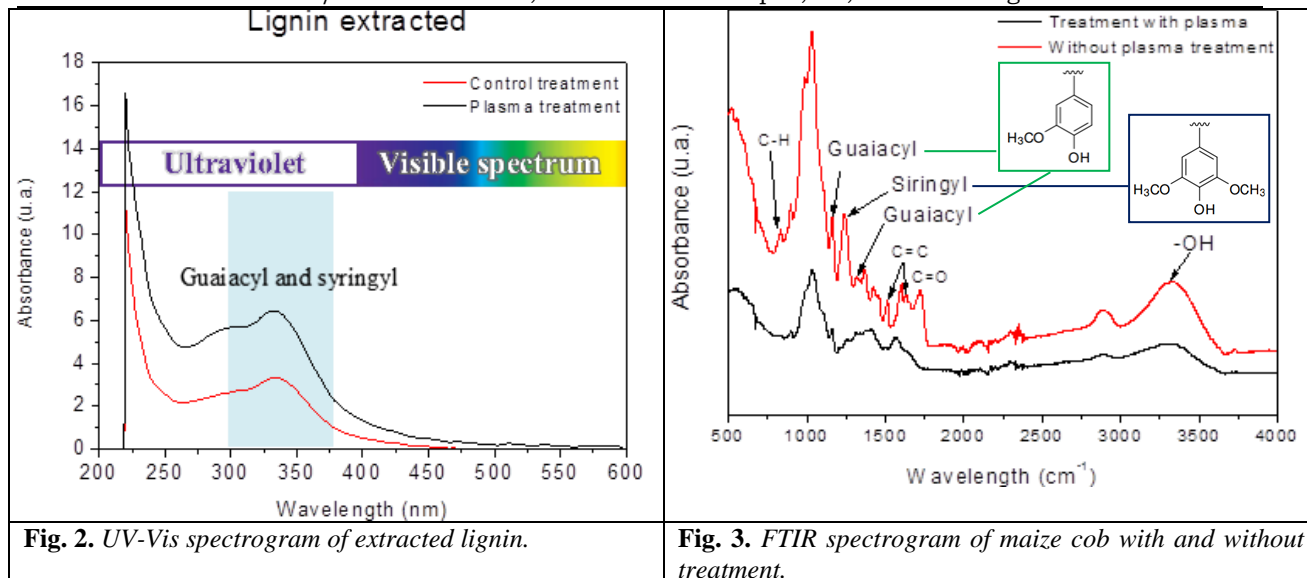 Lignin extracted
18
16
14
12
10
8
6
4
2
0
Absorbance (u.a.)
Control treatment
Plasma treatment
Ultraviolet
Visible spectrum
Guaiacyl and syringyl
200 250 300 350 400 450 500 550 600
Wavelength (nm)
Fig. 2. UV-Vis spectrogram of extracted lignin.
Treatment with plasma
Without plasma treatment
Absorbance (u.a.)
C-H
Guaiacyl
Siringyl
Guaiacyl
C=C
C=O
-OH
H₃CO
OH
H₃CO
OCH₃
OH
500 1000 1500 2000 2500 3000 3500 4000
Wavelength (cm⁻¹)
Fig. 3. FTIR spectrogram of maize cob with and without
treatment.